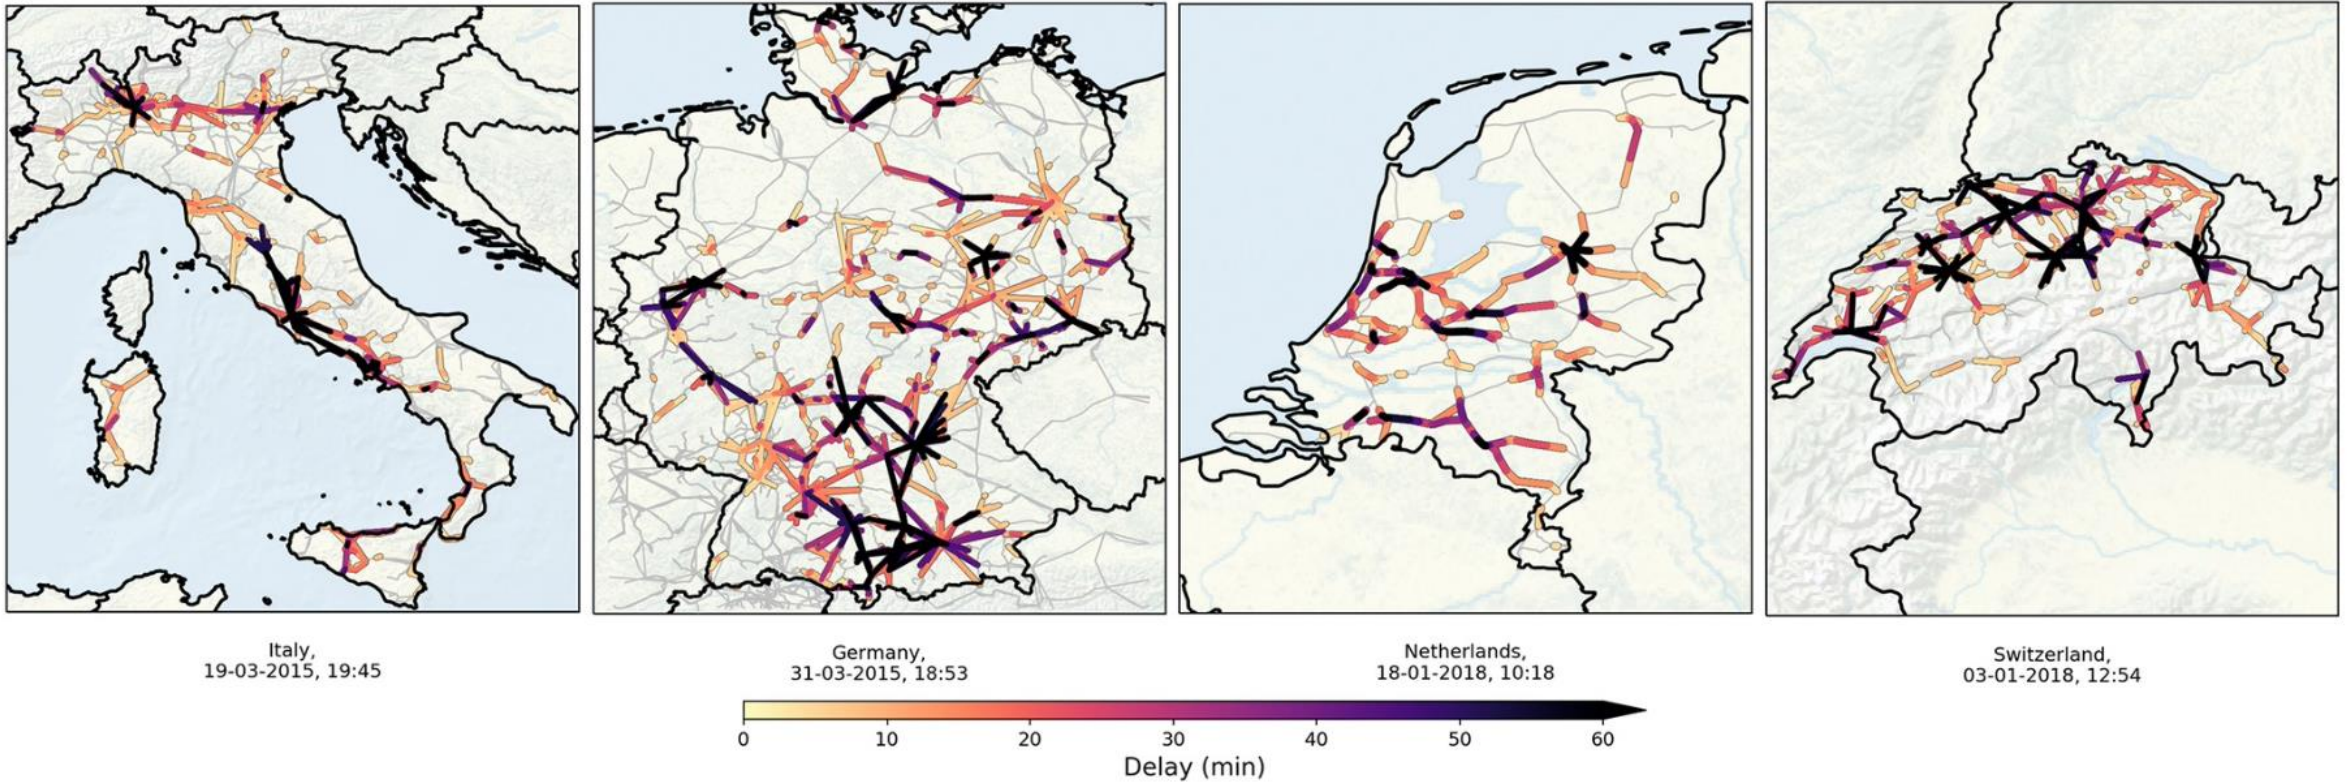 Italy,
19-03-2015, 19:45
Germany,
31-03-2015, 18:53
Netherlands,
18-01-2018, 10:18
Switzerland,
03-01-2018, 12:54
0 10 20 30 40 50 60
Delay (min)